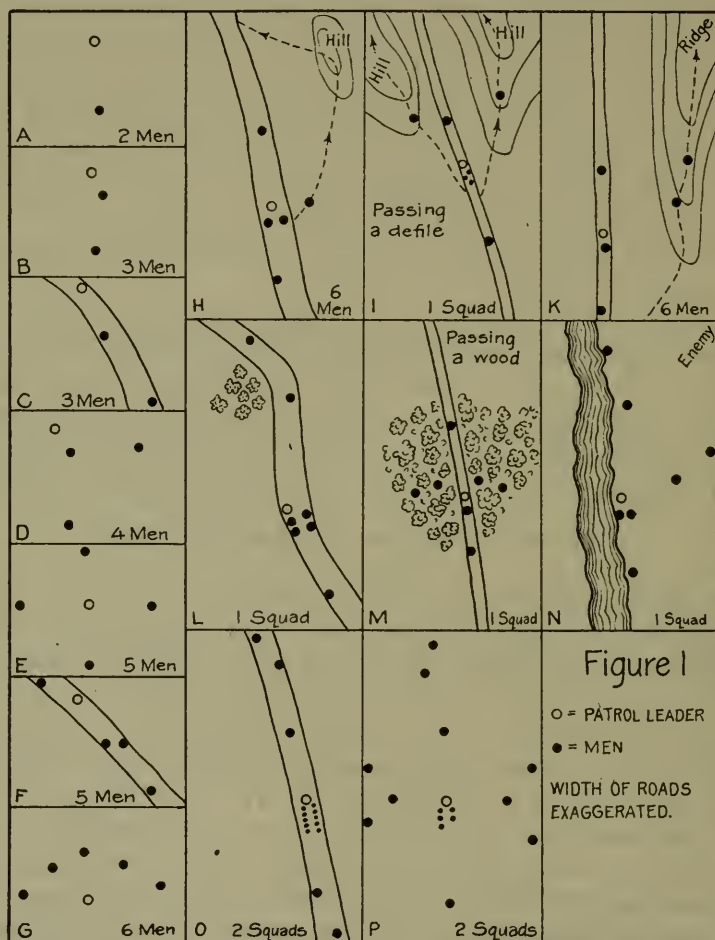 A
2 Men
B
3 Men
C
3 Men
D
4 Men
E
5 Men
F
5 Men
G
6 Men
Hill
H
6
Men
Hill
Hill
Passing
a defile
I
1 Squad
Ridge
K
6 Men
L
1 Squad
Passing
a wood
M
1 Squad
Enemy
N
1 Squad
O
2 Squads
P
2 Squads
Figure 1
○ = PATROL LEADER
● = MEN
WIDTH OF ROADS
EXAGGERATED.